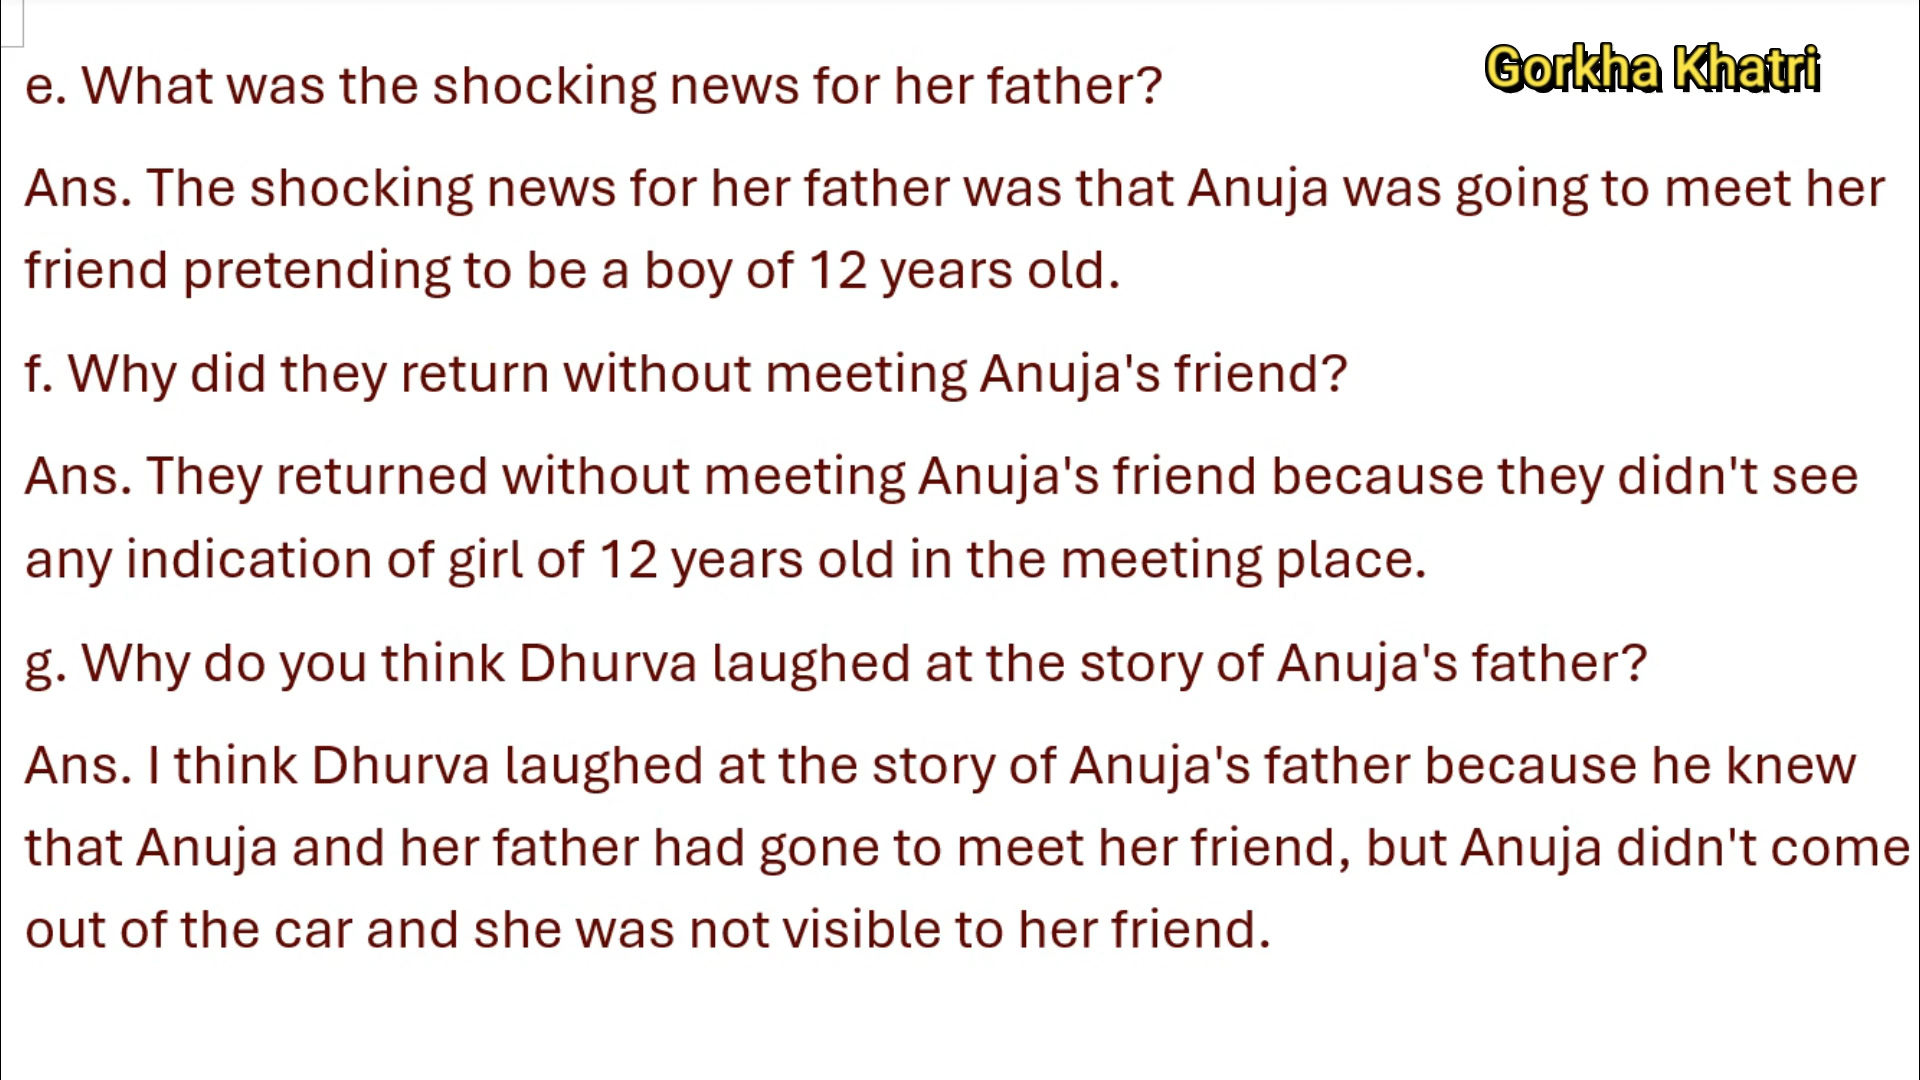 Gorkha Khatri
e. What was the shocking news for her father?
Ans. The shocking news for her father was that Anuja was going to meet her
friend pretending to be a boy of 12 years old.
f. Why did they return without meeting Anuja's friend?
Ans. They returned without meeting Anuja's friend because they didn't see
any indication of girl of 12 years old in the meeting place.
g. Why do you think Dhurva laughed at the story of Anuja's father?
Ans. I think Dhurva laughed at the story of Anuja's father because he knew
that Anuja and her father had gone to meet her friend, but Anuja didn't come
out of the car and she was not visible to her friend.